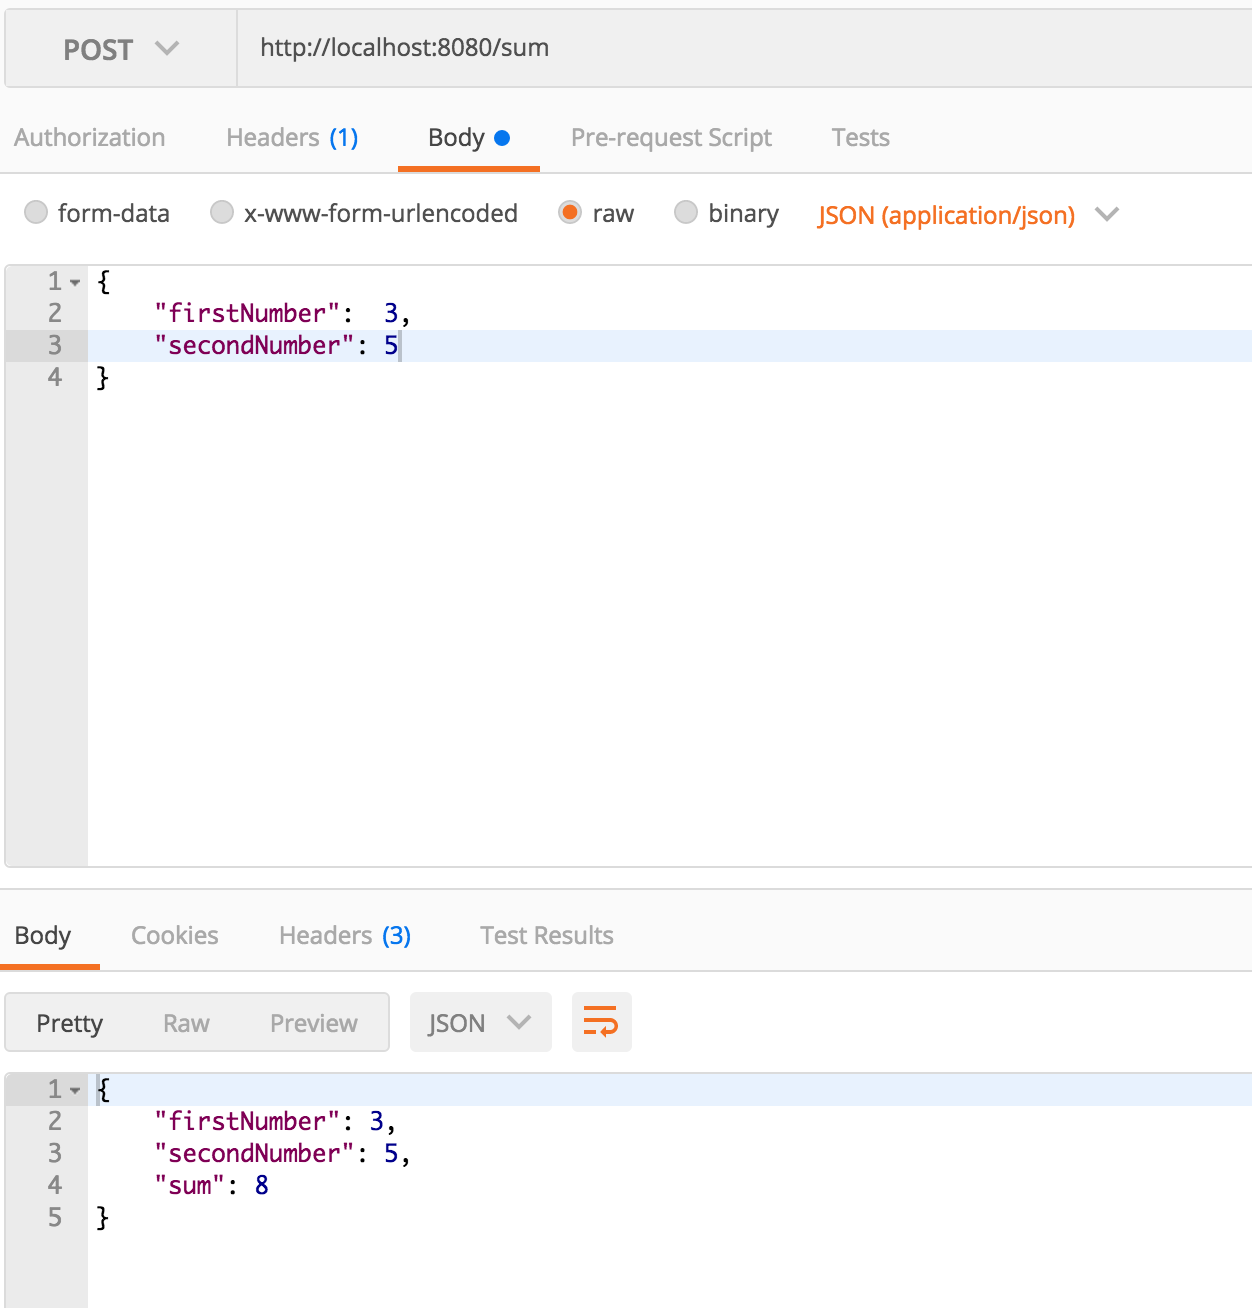 POST http://localhost:8080/sum
Authorization Headers (1) Body Pre-request Script Tests
form-data x-www-form-urlencoded raw binary JSON (application/json)
1 {
2 "firstNumber":  3,
3 "secondNumber": 5
4 }
Body Cookies Headers (3) Test Results
Pretty Raw Preview JSON
1 {
2 "firstNumber": 3,
3 "secondNumber": 5,
4 "sum": 8
5 }